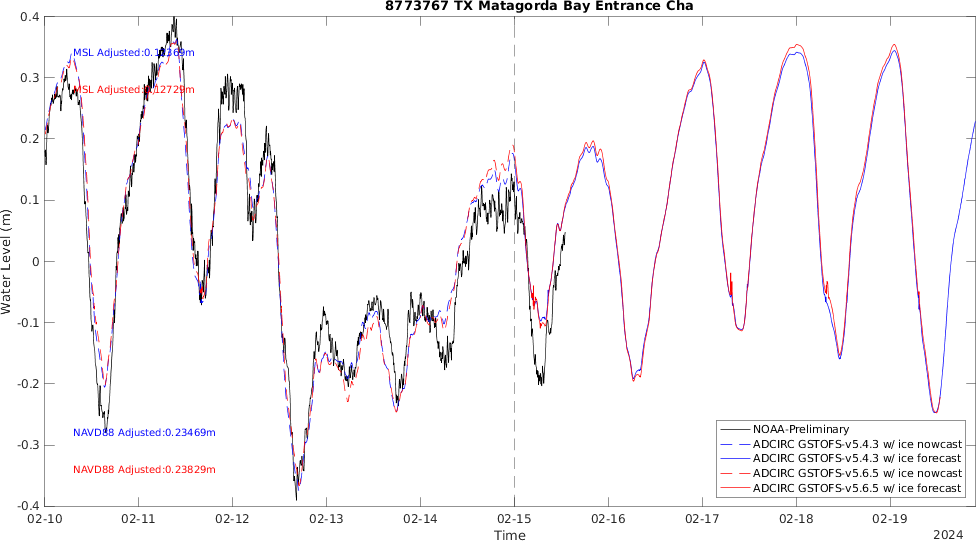 8773767 TX Matagorda Bay Entrance Cha
0.4
0.3
0.2
0.1
0
-0.1
-0.2
-0.3
-0.4
Water Level (m)
MSL Adjusted:
MSL Adjusted:
NAVD88 Adjusted:0.23469m
NAVD88 Adjusted:0.23829m
NOAA-Preliminary
ADCIRC GSTOFS-v5.4.3 w/ ice nowcast
ADCIRC GSTOFS-v5.4.3 w/ ice forecast
ADCIRC GSTOFS-v5.6.5 w/ ice nowcast
ADCIRC GSTOFS-v5.6.5 w/ ice forecast
02-10 02-11 02-12 02-13 02-14 02-15 02-16 02-17 02-18 02-19
Time
2024